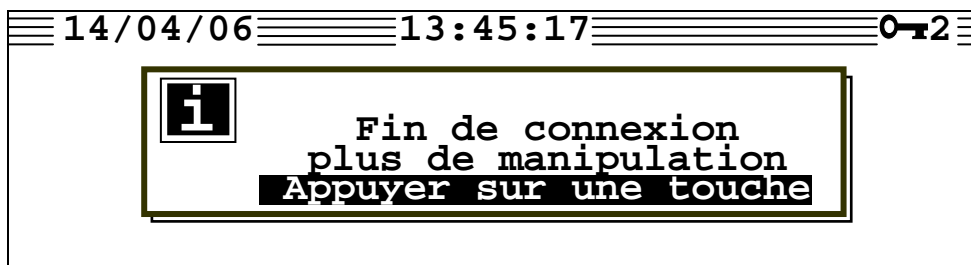 14/04/06 13:45:17 2
i
Fin de connexion
plus de manipulation
Appuyer sur une touche